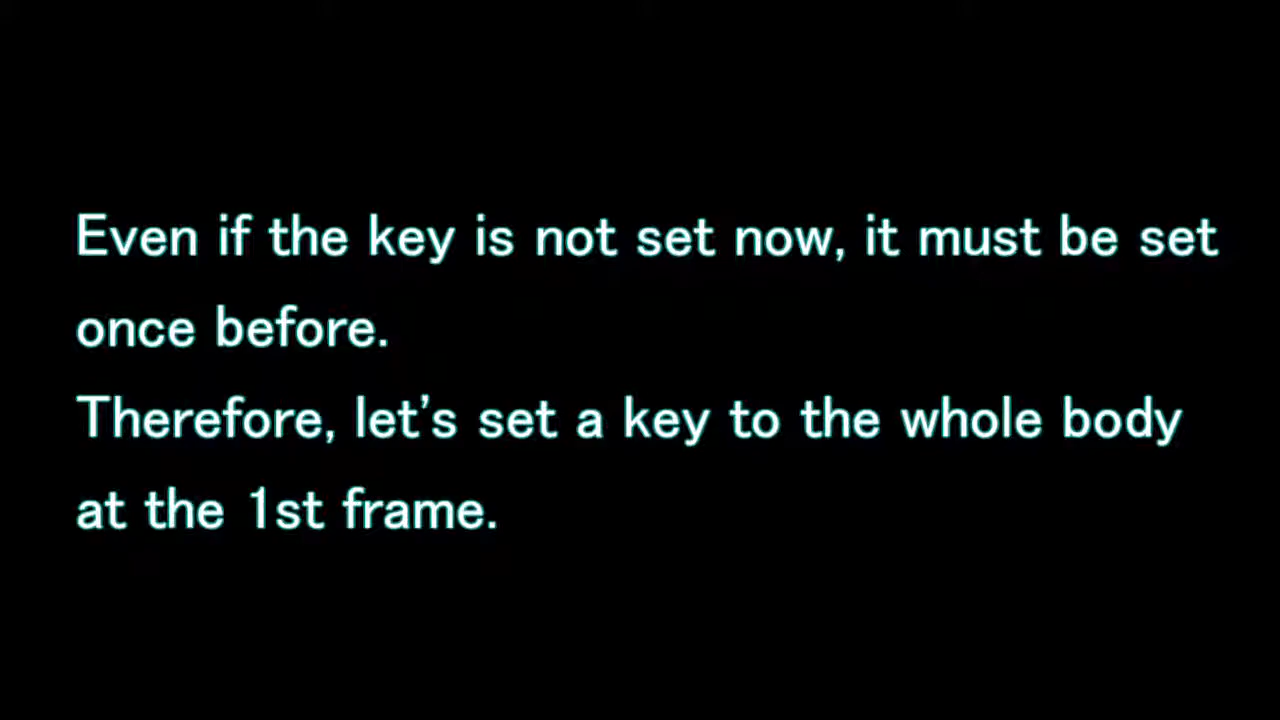 Even if the key is not set now, it must be set
once before.
Therefore, let’s set a key to the whole body
at the 1st frame.